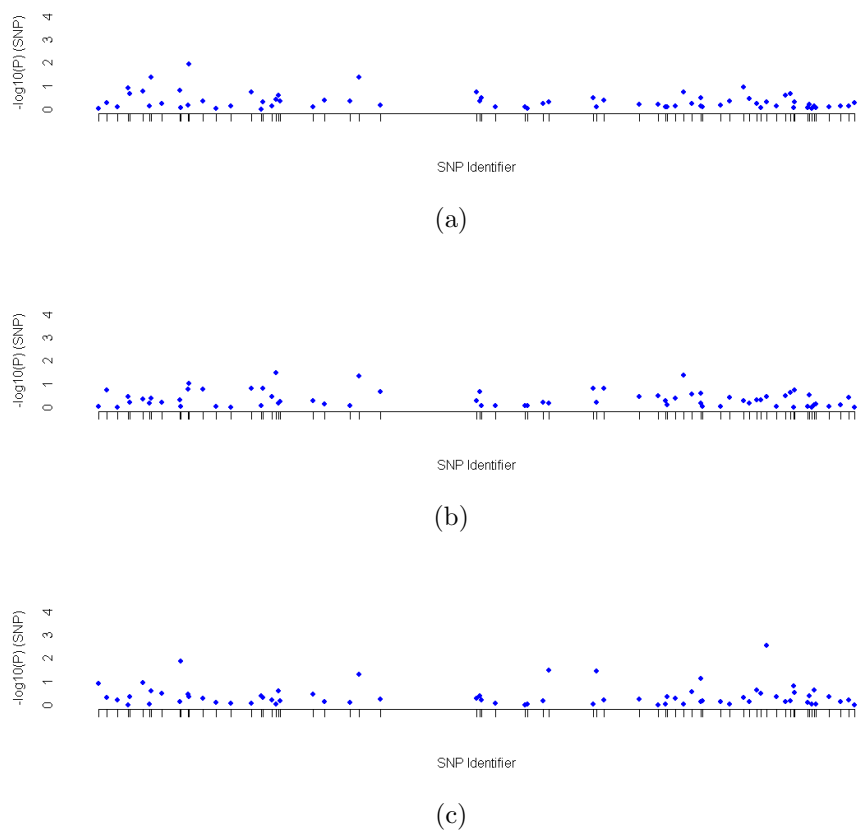 4
3
2
1
0
-log10(P) (SNP)
SNP Identifier
(a)
4
3
2
1
0
-log10(P) (SNP)
SNP Identifier
(b)
4
3
2
1
0
-log10(P) (SNP)
SNP Identifier
(c)